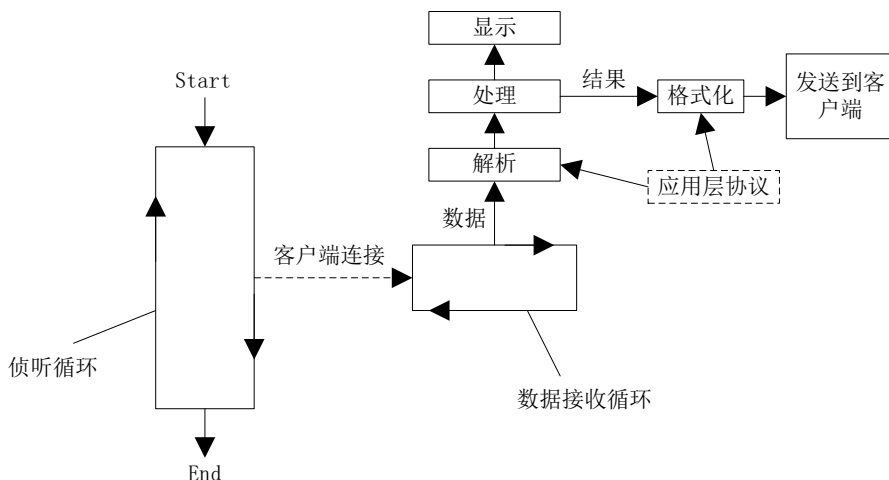 显示
Start
处理
结果
格式化
发送到客
户端
解析
应用层协议
数据
客户端连接
侦听循环
数据接收循环
End